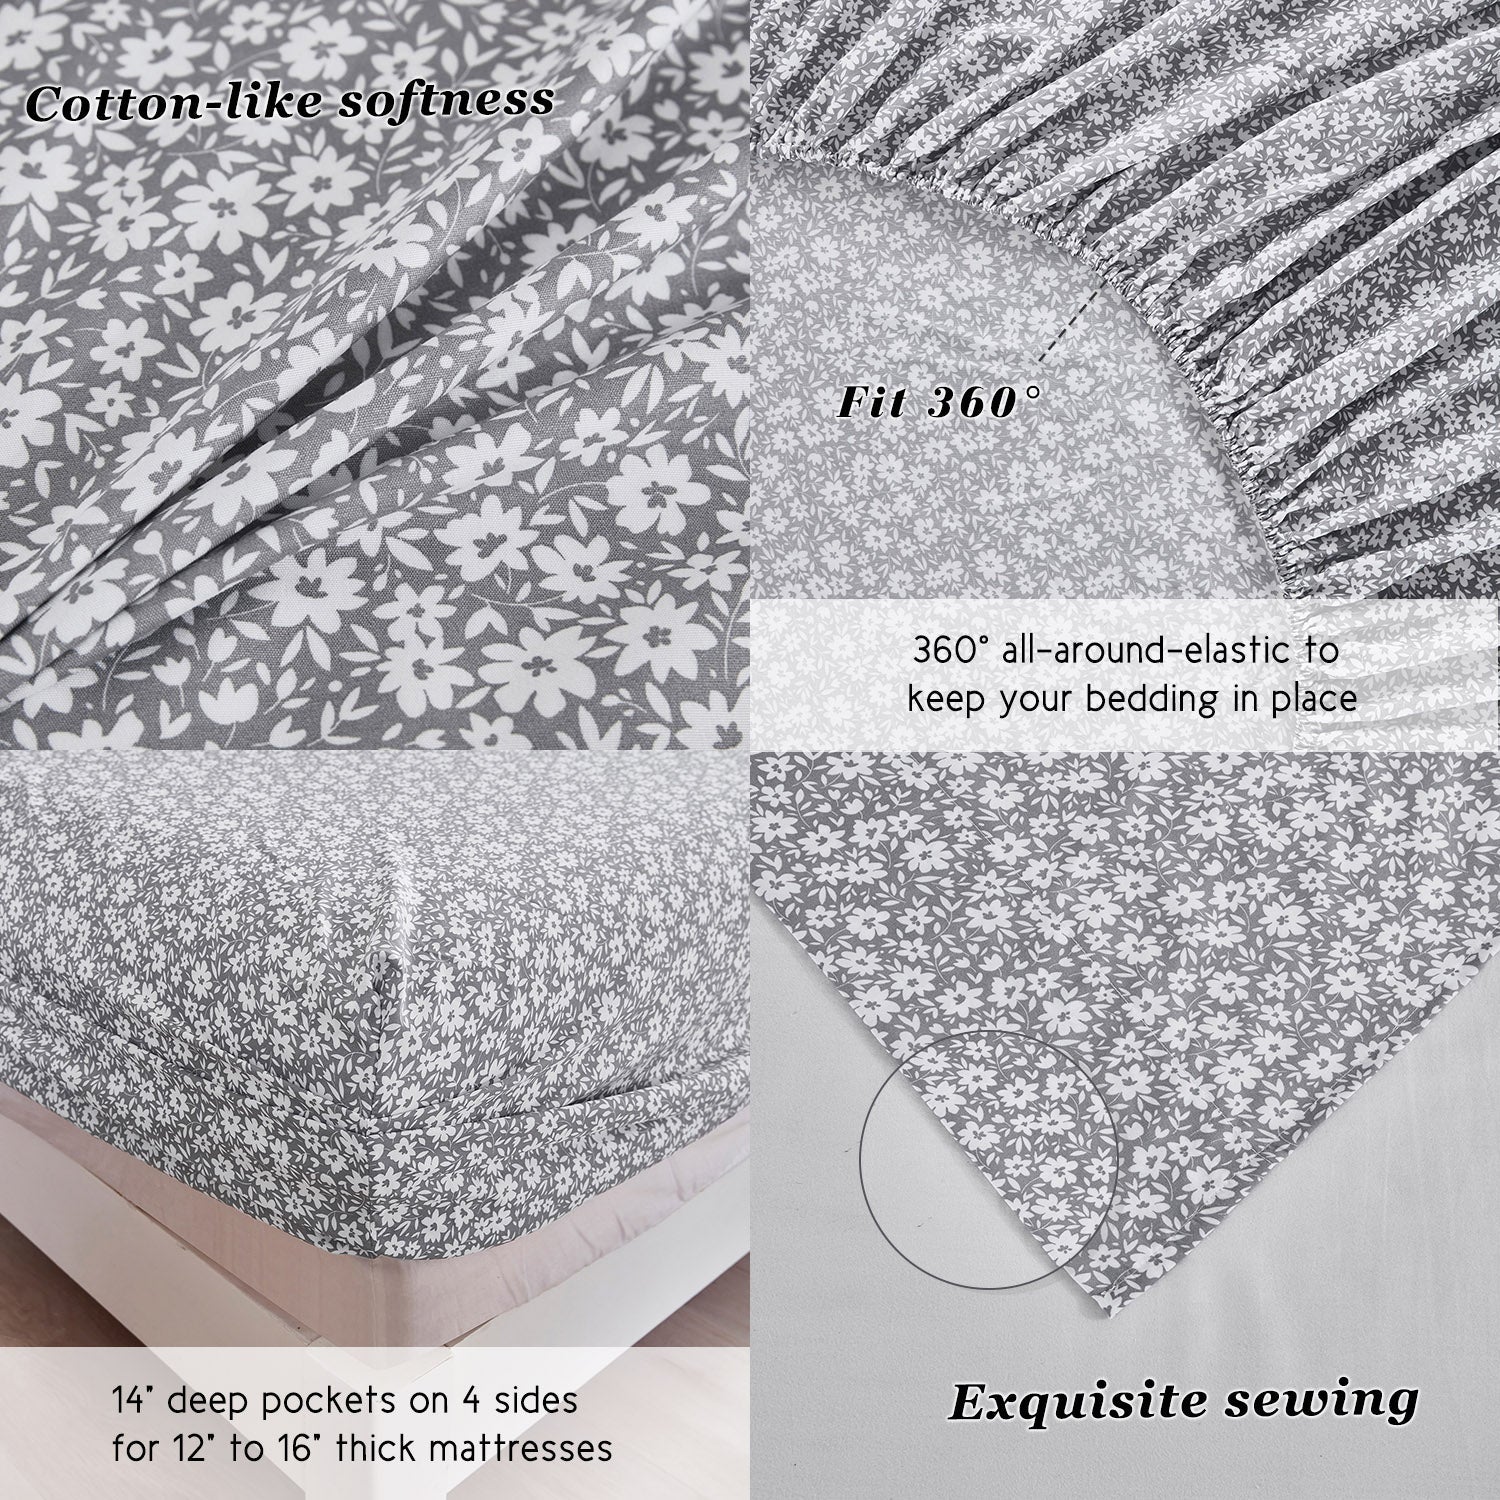 Cotton-like softness
Fit 360°
360° all-around-elastic to
keep your bedding in place
14" deep pockets on 4 sides
for 12" to 16" thick mattresses
Exquisite sewing